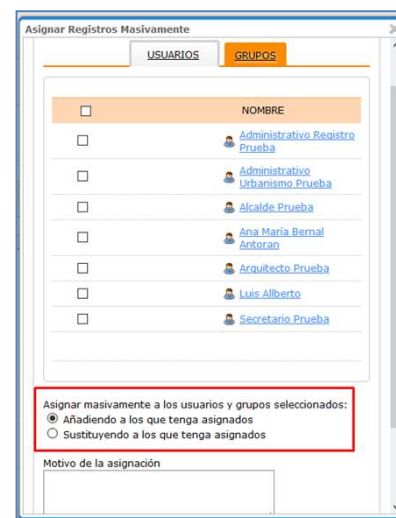 Asignar Registros Masivamente
USUARIOS GRUPOS
NOMBRE
Administrativo Registro
Prueba
Administrativo
Urbanismo Prueba
Alcalde Prueba
Ana María Bernal
Antoran
Arquitecto Prueba
Luis Allberto
Secretario Prueba
Asignar masivamente a los usuarios y grupos seleccionados:
Añadiendo a los que tenga asignados
Sustituyendo a los que tenga asignados
Motivo de la asignación